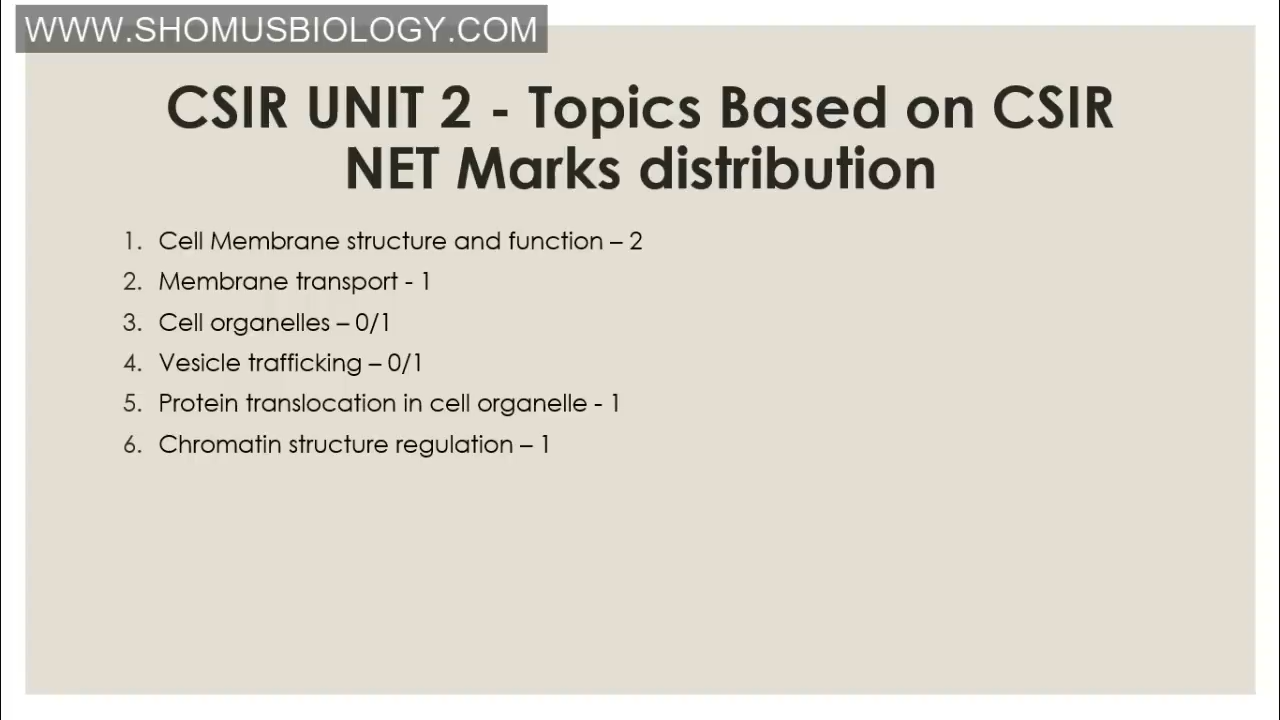 WWW.SHOMUSBIOLOGY.COM
CSIR UNIT 2 - Topics Based on CSIR
NET Marks distribution
1. Cell Membrane structure and function – 2
2. Membrane transport - 1
3. Cell organelles – 0/1
4. Vesicle trafficking – 0/1
5. Protein translocation in cell organelle - 1
6. Chromatin structure regulation – 1